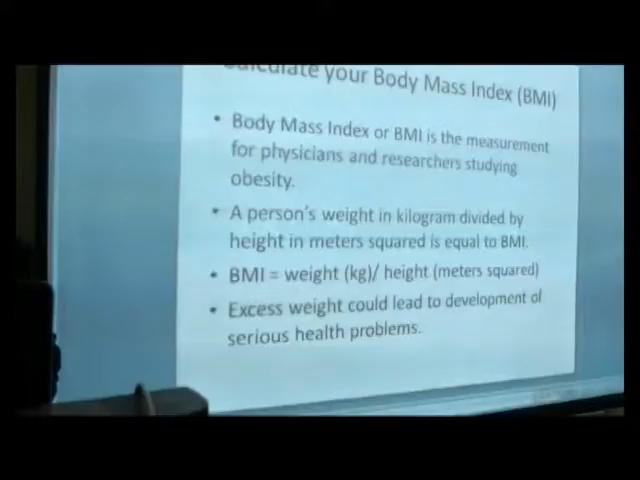 Calculate your Body Mass Index (BMI)
• Body Mass Index or BMI is the measurement
for physicians and researchers studying
obesity.
• A person's weight in kilogram divided by
height in meters squared is equal to BMI.
• BMI = weight (kg)/ height (meters squared)
• Excess weight could lead to development of
serious health problems.